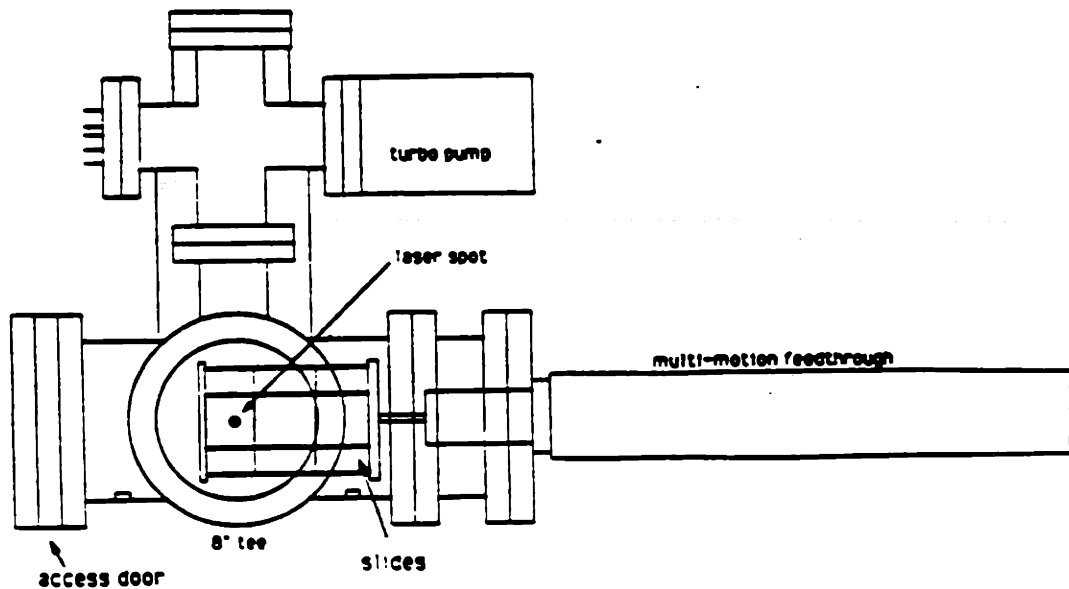 turbo pump
laser spot
multi-motion feedthrough
8" tee
slices
access door